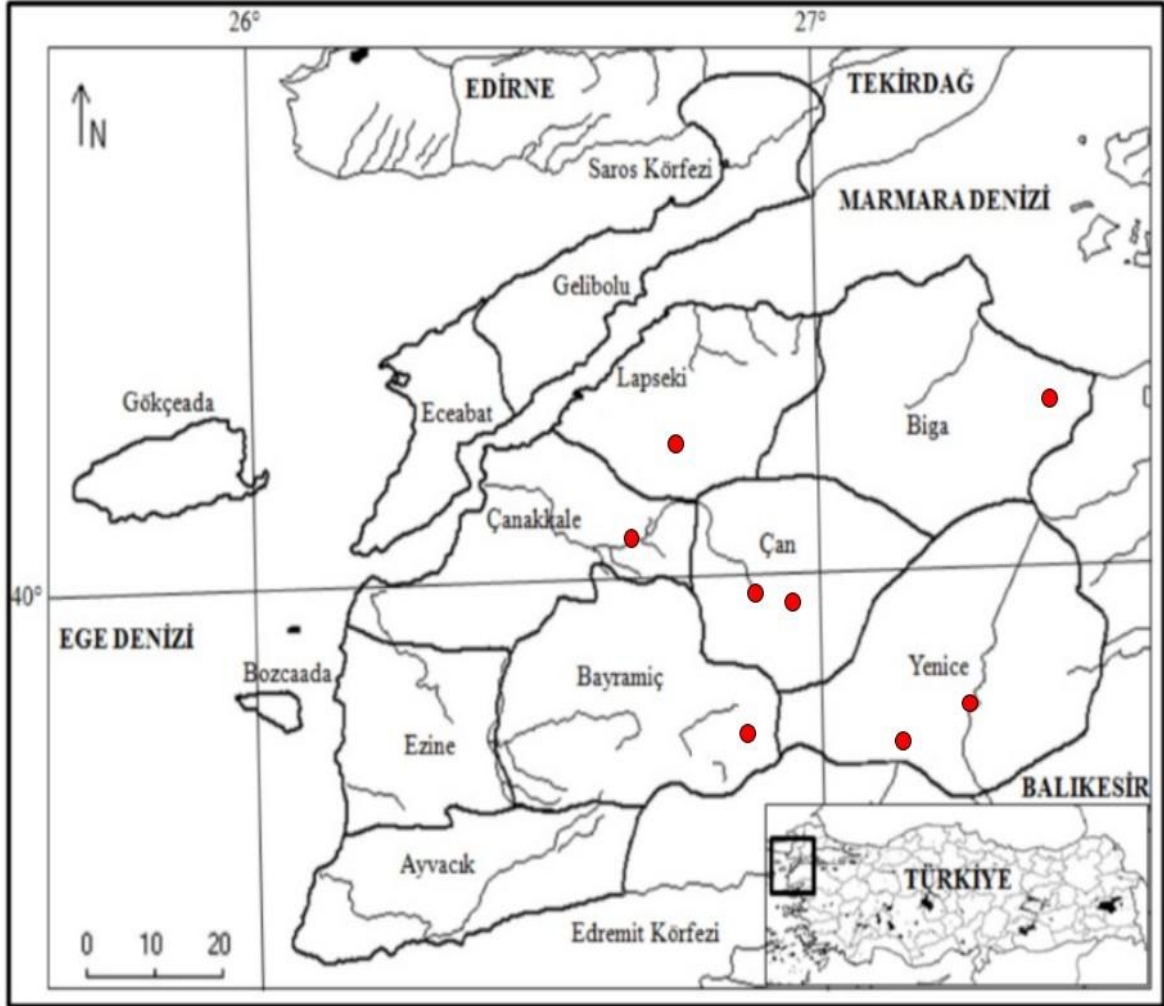 26°
27°
N
EDİRNE
TEKİRDAĞ
Saros Körfezi
MARMARA DENİZİ
Gelibolu
Lapseki
Gökçeada
Eceabat
Biga
Çanakkale
Çan
40°
EGE DENİZİ
Bozcaada
Bayramiç
Yenice
Ezine
BALIKESİR
Ayvacık
TÜRKİYE
Edremit Körfezi
0 10 20